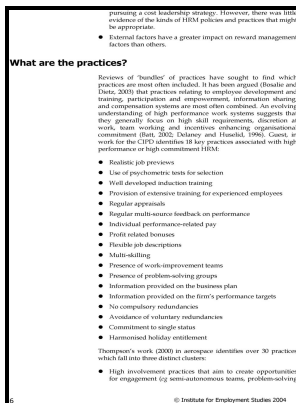 pursuing a cost leadership strategy. However, there was little
evidence of the kinds of HRM policies and practices that might
be appropriate.
● External factors have a greater impact on reward management
factors than others.
What are the practices?
Reviews of 'bundles' of practices have sought to find which
practices are most often included. It has been argued (Bosalie and
Dietz, 2003) that practices relating to employee development and
training, participation and empowerment, information sharing
and compensation systems are most often combined. An evolving
understanding of high performance work systems suggests that
they generally focus on high skill requirements, discretion at
work, team working and incentives enhancing organisational
commitment (Batt, 2002; Delaney and Huselid, 1996). Guest, in
work for the CIPD identifies 18 key practices associated with high
performance or high commitment HRM:
● Realistic job previews
● Use of psychometric tests for selection
● Well developed induction training
● Provision of extensive training for experienced employees
● Regular appraisals
● Regular multi-source feedback on performance
● Individual performance-related pay
● Profit related bonuses
● Flexible job descriptions
● Multi-skilling
● Presence of work-improvement teams
● Presence of problem-solving groups
● Information provided on the business plan
● Information provided on the firm's performance targets
● No compulsory redundancies
● Avoidance of voluntary redundancies
● Commitment to single status
● Harmonised holiday entitlement
Thompson's work (2000) in aerospace identifies over 30 practices
which fall into three distinct clusters:
● High involvement practices that aim to create opportunities
for engagement (eg semi-autonomous teams, problem-solving
6
© Institute for Employment Studies 2004